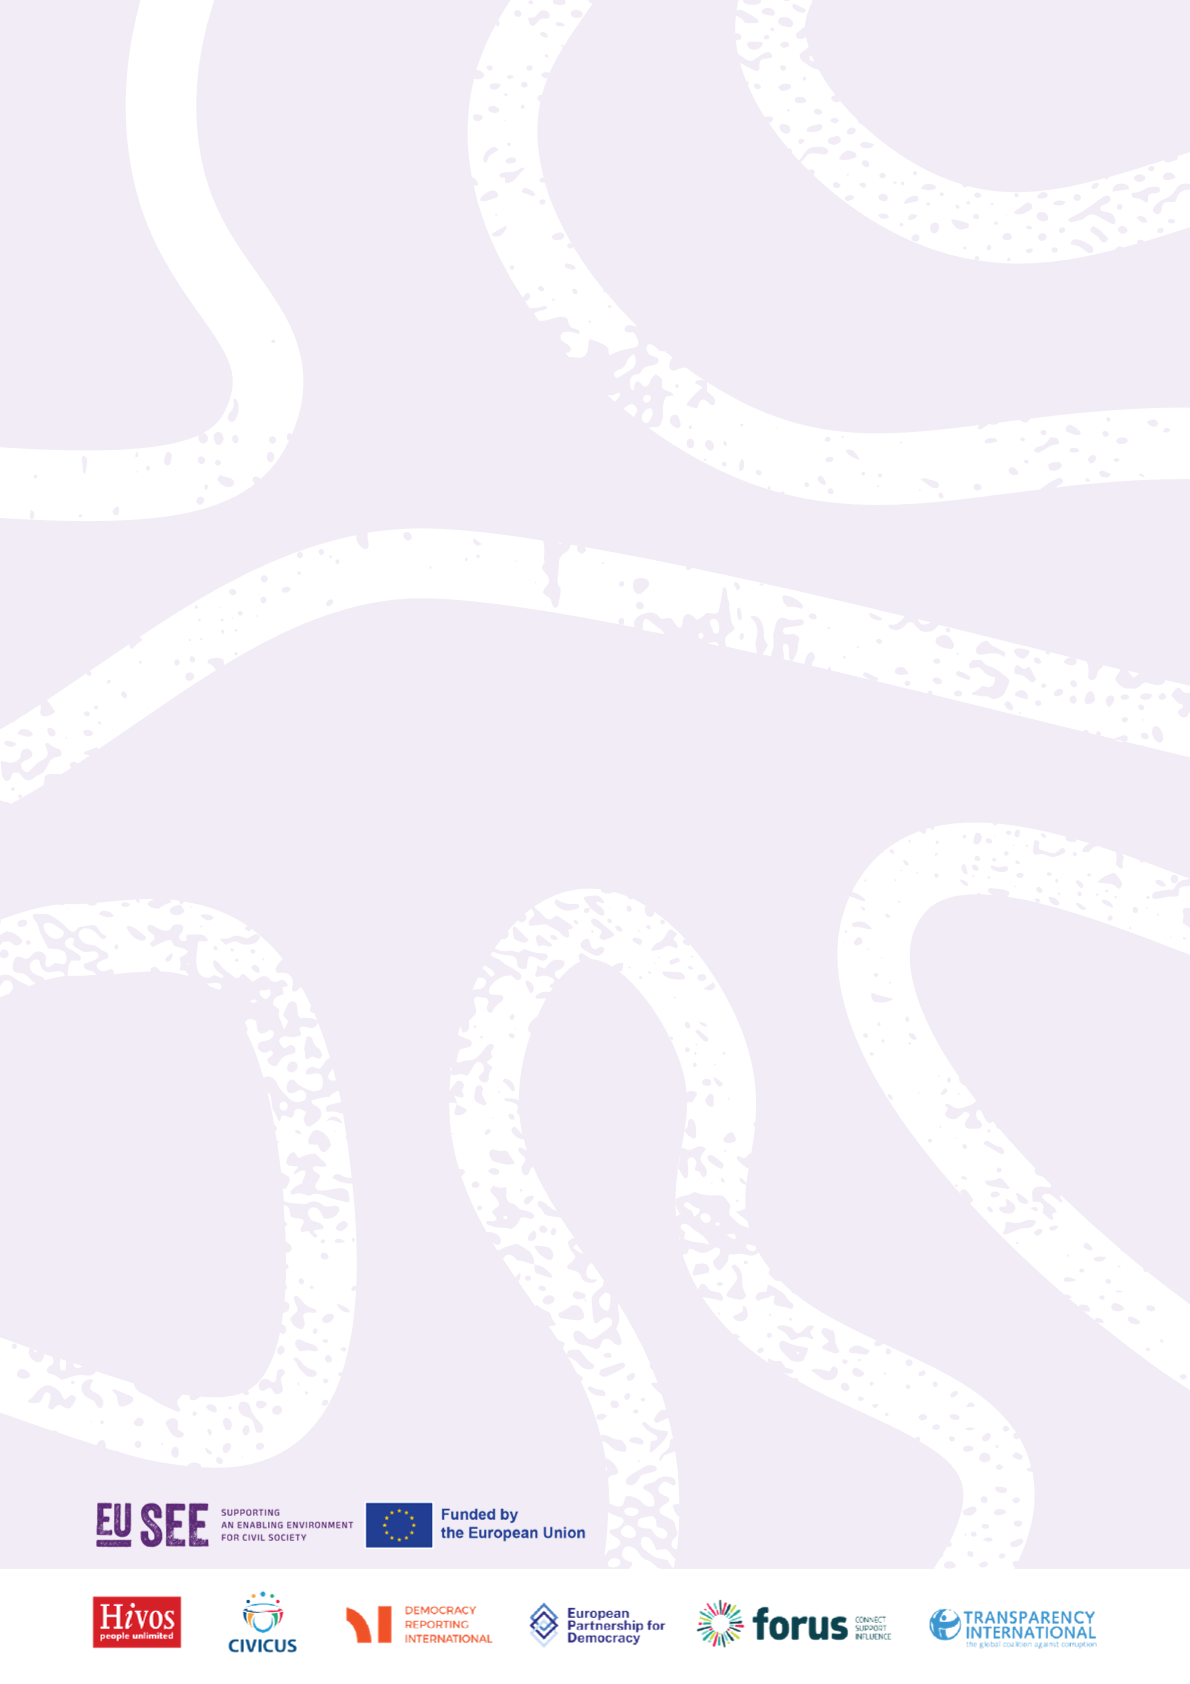 EU SEE
SUPPORTING
AN ENABLING ENVIRONMENT
FOR CIVIL SOCIETY
Funded by
the European Union
Hivos
people unlimited
CIVICUS
DEMOCRACY
REPORTING
INTERNATIONAL
European
Partnership for
Democracy
forus
CONNECT
SUPPORT
INFLUENCE
TRANSPARENCY
INTERNATIONAL
the global coalition against corruption